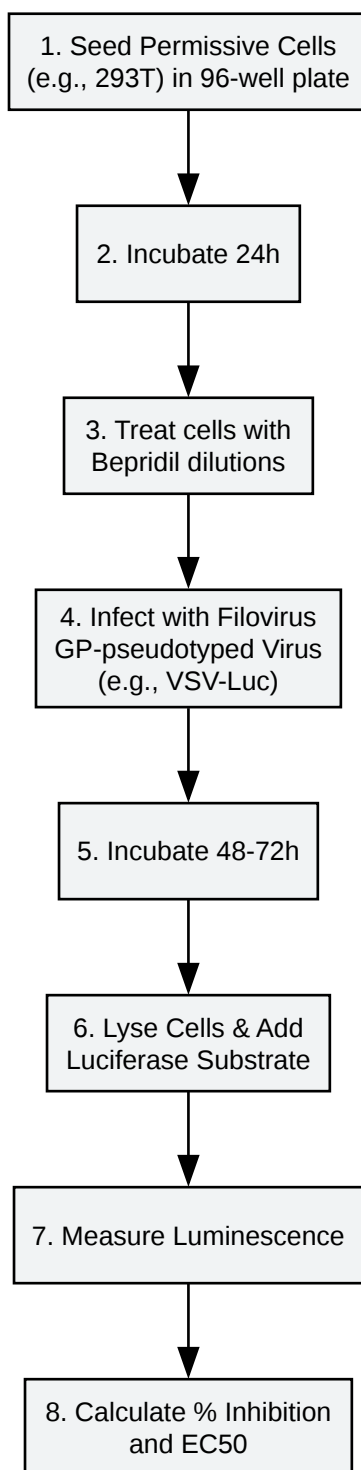 1. Seed Permissive Cells
(e.g., 293T) in 96-well plate
2. Incubate 24h
3. Treat cells with
Bepridil dilutions
4. Infect with Filovirus
GP-pseudotyped Virus
(e.g., VSV-Luc)
5. Incubate 48-72h
6. Lyse Cells & Add
Luciferase Substrate
7. Measure Luminescence
8. Calculate % Inhibition
and EC50